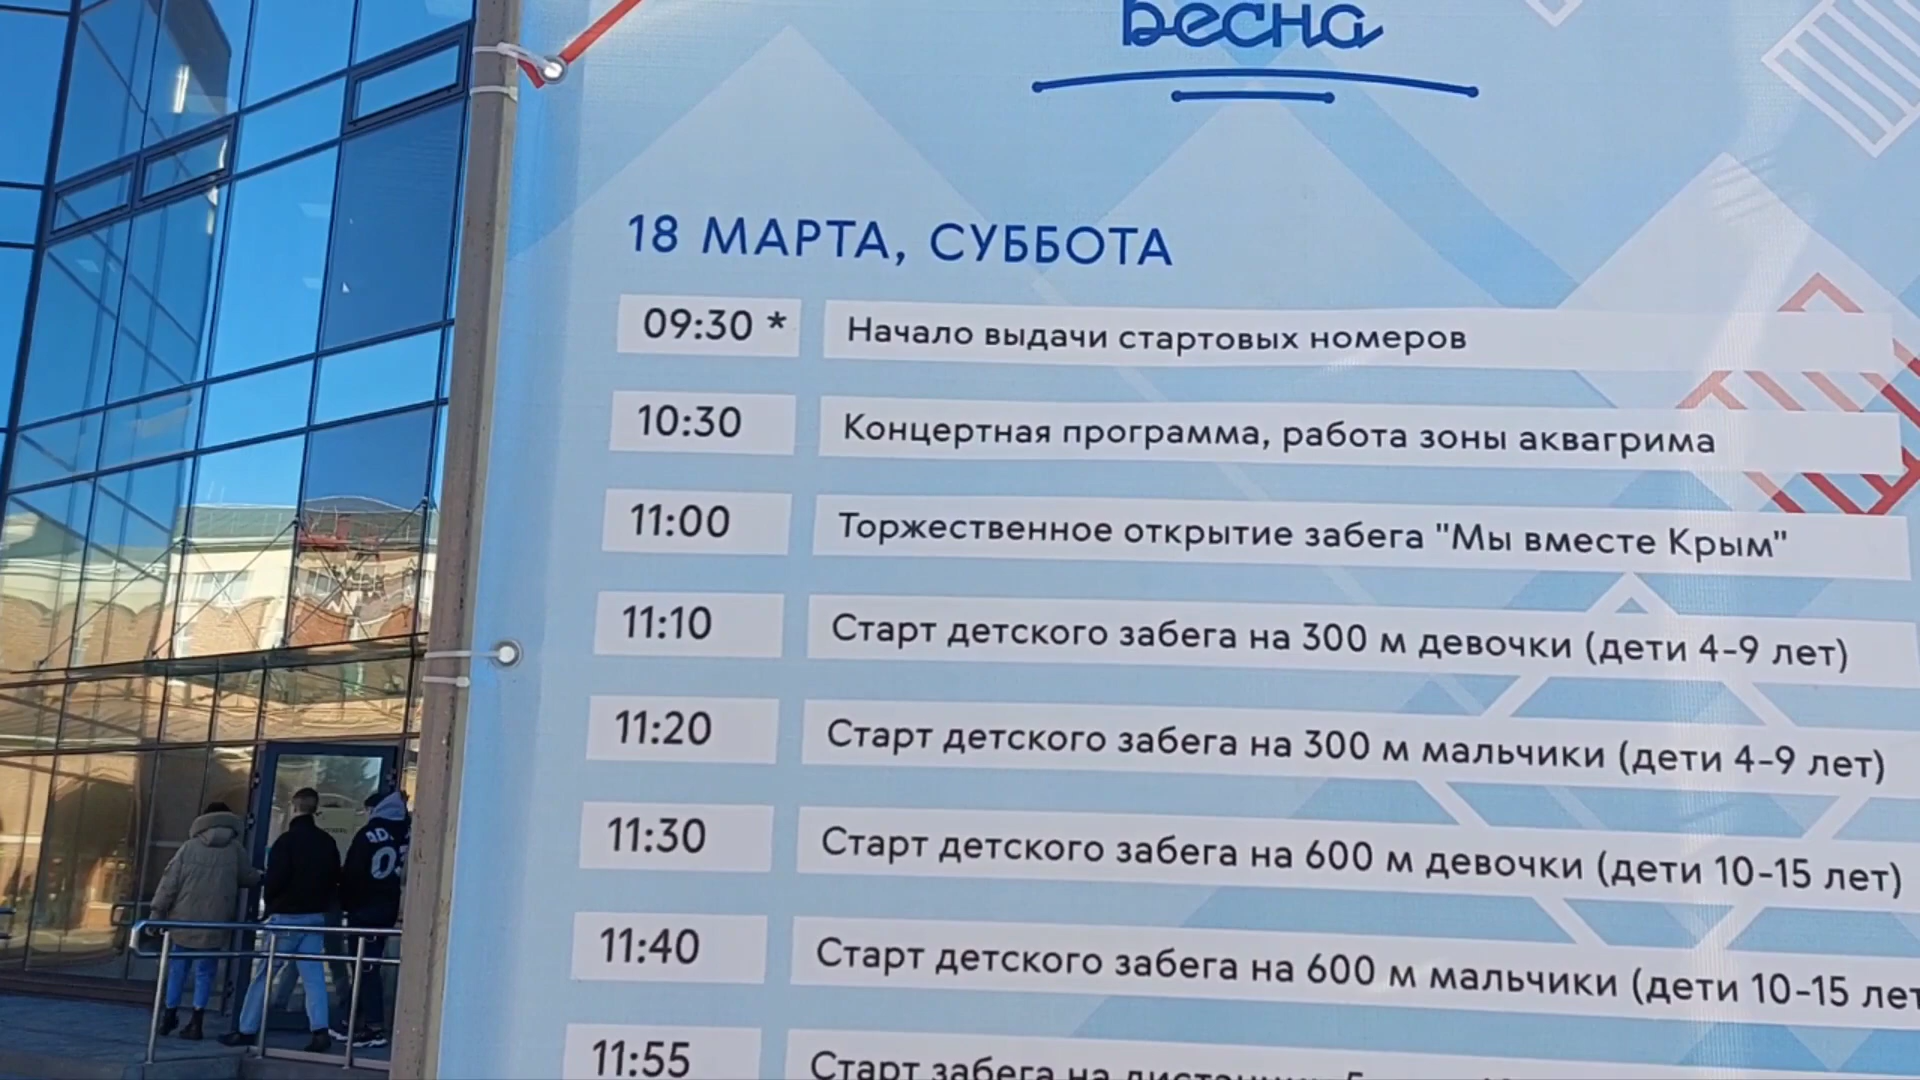 Весна
18 МАРТА, СУББОТА
09:30 * Начало выдачи стартовых номеров
10:30 Концертная программа, работа зоны аквагрима
11:00 Торжественное открытие забега "Мы вместе Крым"
11:10 Старт детского забега на 300 м девочки (дети 4-9 лет)
11:20 Старт детского забега на 300 м мальчики (дети 4-9 лет)
11:30 Старт детского забега на 600 м девочки (дети 10-15 лет)
11:40 Старт детского забега на 600 м мальчики (дети 10-15 лет
11:55 Старт забега на